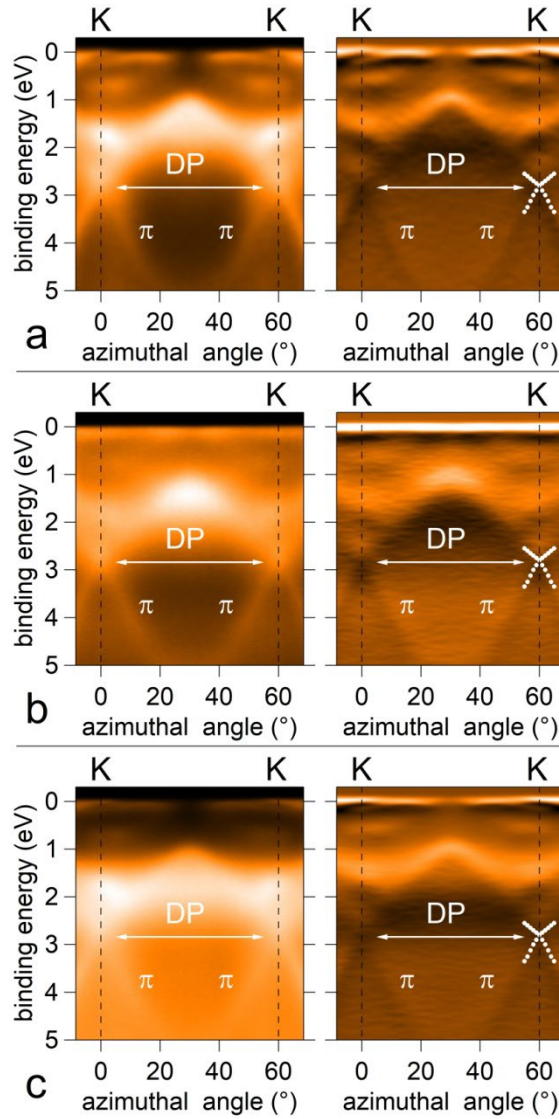 K K K K
binding energy (eV)
0
1
2
3
4
5
DP DP
π π π π
0 20 40 60 0 20 40 60
a azimuthal angle (°) azimuthal angle (°)
K K K K
binding energy (eV)
0
1
2
3
4
5
DP DP
π π π π
0 20 40 60 0 20 40 60
b azimuthal angle (°) azimuthal angle (°)
K K K K
binding energy (eV)
0
1
2
3
4
5
DP DP
π π π π
0 20 40 60 0 20 40 60
c azimuthal angle (°) azimuthal angle (°)